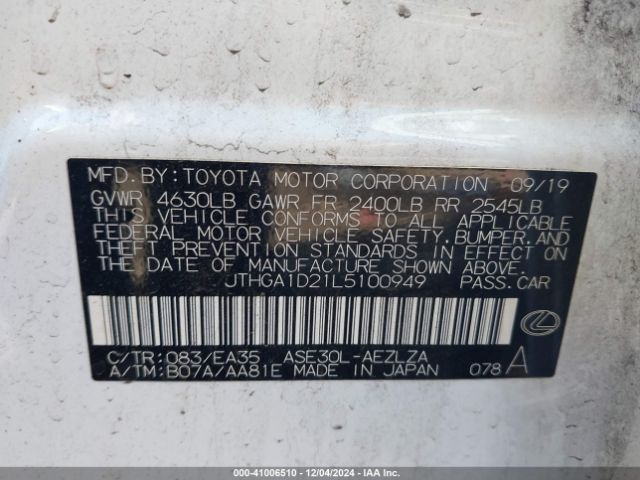 MFD.BY:TOYOTA MOTOR CORPORATION 09/19
GVWR 4630LB GAWR FR 2400LB RR 2545LB
THIS VEHICLE CONFORMS TO ALL APPLICABLE
FEDERAL MOTOR VEHICLE SAFETY,BUMPER,AND
THEFT PREVENTION STANDARDS IN EFFECT ON
THE DATE OF MANUFACTURE SHOWN ABOVE.
JTHGA1D21L5100949 PASS.CAR
C/TR:083/EA35 ASE30L-AEZLZA
A/TM:B07A/AA81E MADE IN JAPAN 078 A
000-41006510 | 12/04/2024 | IAA Inc.